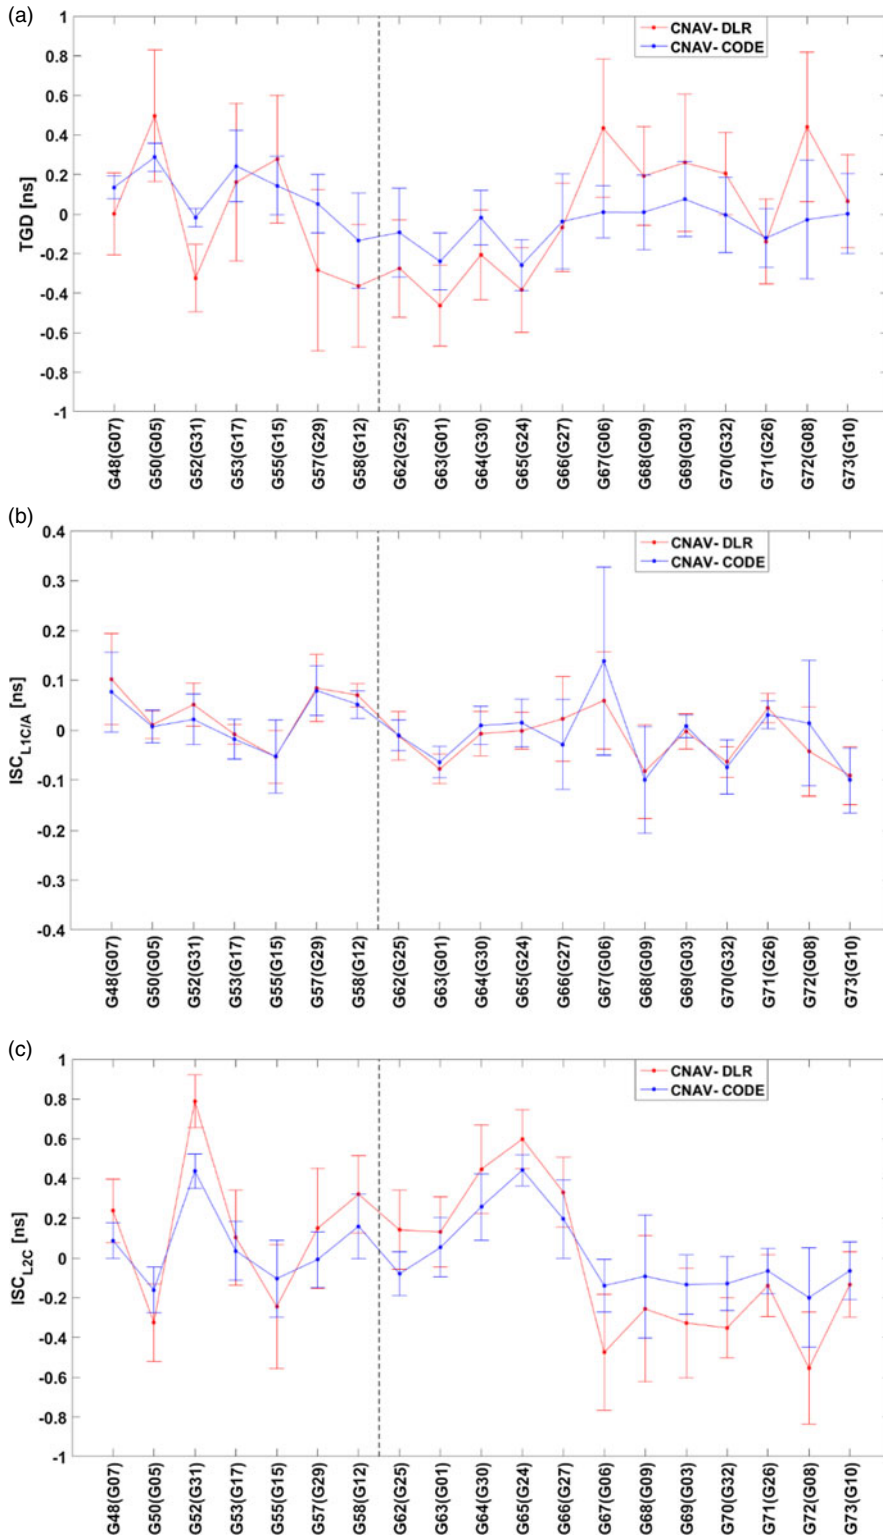 (a)
1
0.8
0.6
0.4
0.2
0
-0.2
-0.4
-0.6
-0.8
-1
TGD [ns]
CNAV- DLR
CNAV- CODE
G48(G07)
G50(G05)
G52(G31)
G53(G17)
G55(G15)
G57(G29)
G58(G12)
G62(G25)
G63(G01)
G64(G30)
G65(G24)
G66(G27)
G67(G06)
G68(G09)
G69(G03)
G70(G32)
G71(G26)
G72(G08)
G73(G10)
(b)
0.4
0.3
0.2
0.1
0
-0.1
-0.2
-0.3
-0.4
ISC_L1C/A [ns]
CNAV- DLR
CNAV- CODE
G48(G07)
G50(G05)
G52(G31)
G53(G17)
G55(G15)
G57(G29)
G58(G12)
G62(G25)
G63(G01)
G64(G30)
G65(G24)
G66(G27)
G67(G06)
G68(G09)
G69(G03)
G70(G32)
G71(G26)
G72(G08)
G73(G10)
(c)
1
0.8
0.6
0.4
0.2
0
-0.2
-0.4
-0.6
-0.8
-1
ISC_L2C [ns]
CNAV- DLR
CNAV- CODE
G48(G07)
G50(G05)
G52(G31)
G53(G17)
G55(G15)
G57(G29)
G58(G12)
G62(G25)
G63(G01)
G64(G30)
G65(G24)
G66(G27)
G67(G06)
G68(G09)
G69(G03)
G70(G32)
G71(G26)
G72(G08)
G73(G10)